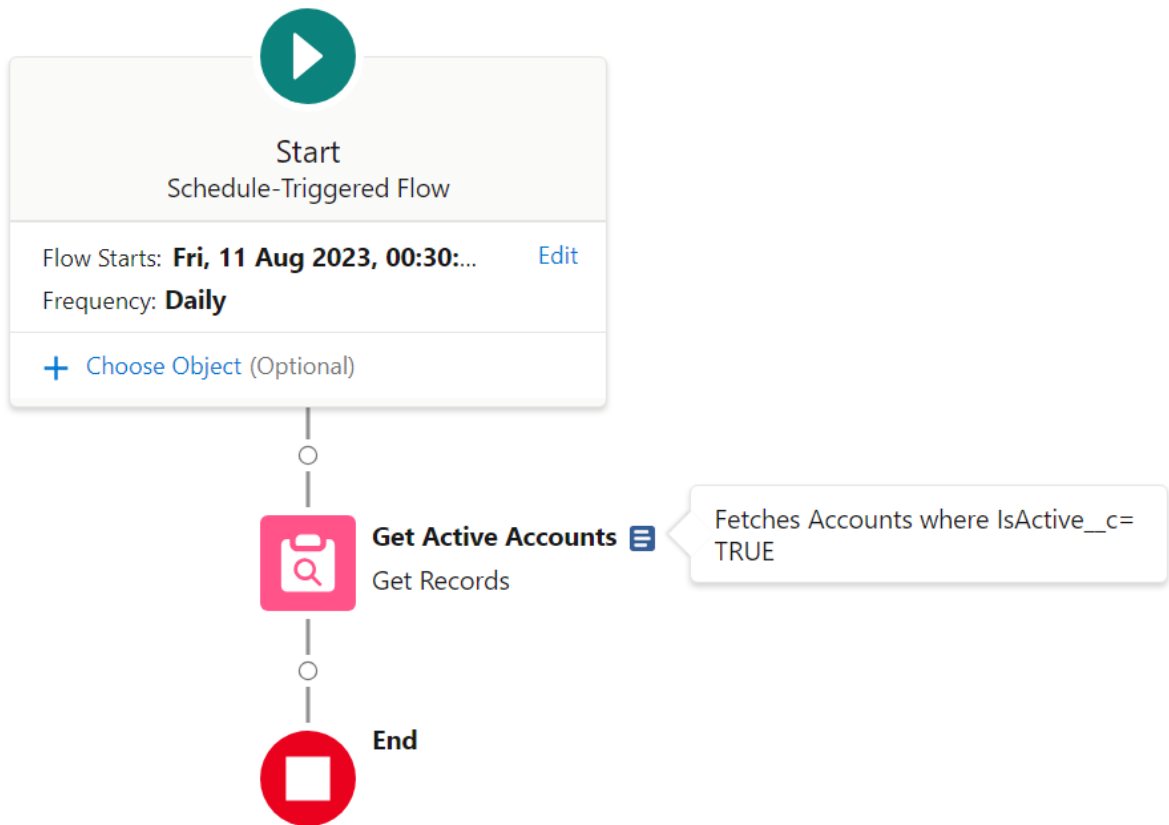 Start
Schedule-Triggered Flow
Flow Starts: Fri, 11 Aug 2023, 00:30:... Edit
Frequency: Daily
+ Choose Object (Optional)
Get Active Accounts
Get Records
Fetches Accounts where IsActive__c=
TRUE
End